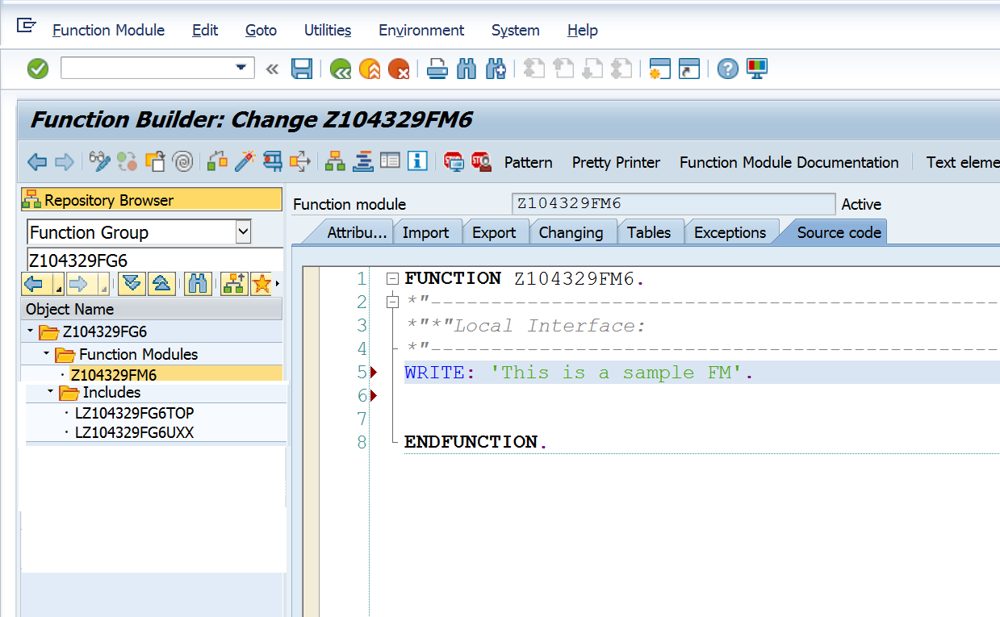 Function Module Edit Goto Utilities Environment System Help
Function Builder: Change Z104329FM6
Pattern Pretty Printer Function Module Documentation Text eleme
Repository Browser
Function Group
Z104329FG6
Object Name
Z104329FG6
Function Modules
Z104329FM6
Includes
LZ104329FG6TOP
LZ104329FG6UXX
Function module Z104329FM6 Active
Attribu... Import Export Changing Tables Exceptions Source code
1 FUNCTION Z104329FM6.
2 *"----------------------------------------------------
3 *"*"Local Interface:
4 *"----------------------------------------------------
5 WRITE: 'This is a sample FM'.
6
7
8 ENDFUNCTION.